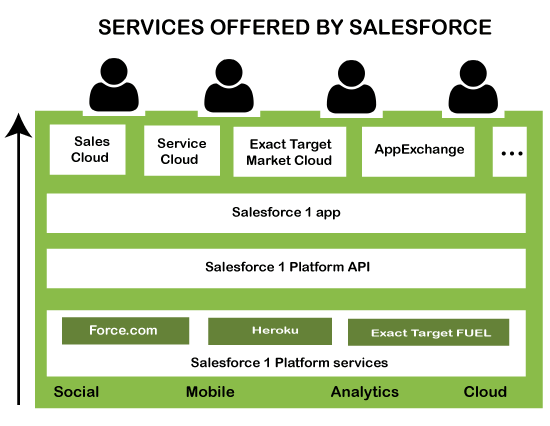 SERVICES OFFERED BY SALESFORCE
Sales
Cloud
Service
Cloud
Exact Target
Market Cloud
AppExchange
...
Salesforce 1 app
Salesforce 1 Platform API
Force.com
Heroku
Exact Target FUEL
Salesforce 1 Platform services
Social
Mobile
Analytics
Cloud